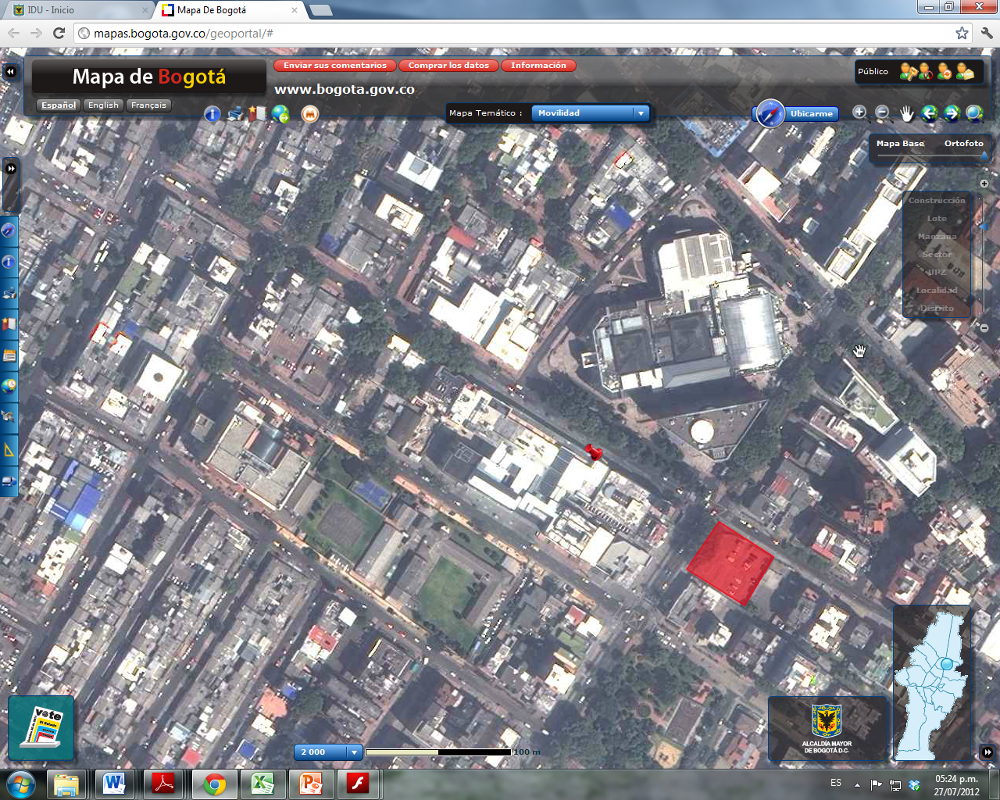 IDU - Inicio
Mapa De Bogotá
mapas.bogota.gov.co/geoportal/#
Mapa de Bogotá
Enviar sus comentarios
Comprar los datos
Información
www.bogota.gov.co
Público
Español
English
Français
Mapa Temático :
Movilidad
Ubicarme
Mapa Base
Ortofoto
Construcción
Lote
Manzana
Sector
UPZ
Localidad
Distrito
vote
2 000
100 m
ALCALDÍA MAYOR
DE BOGOTÁ D.C.
ES
05:24 p.m.
27/07/2012